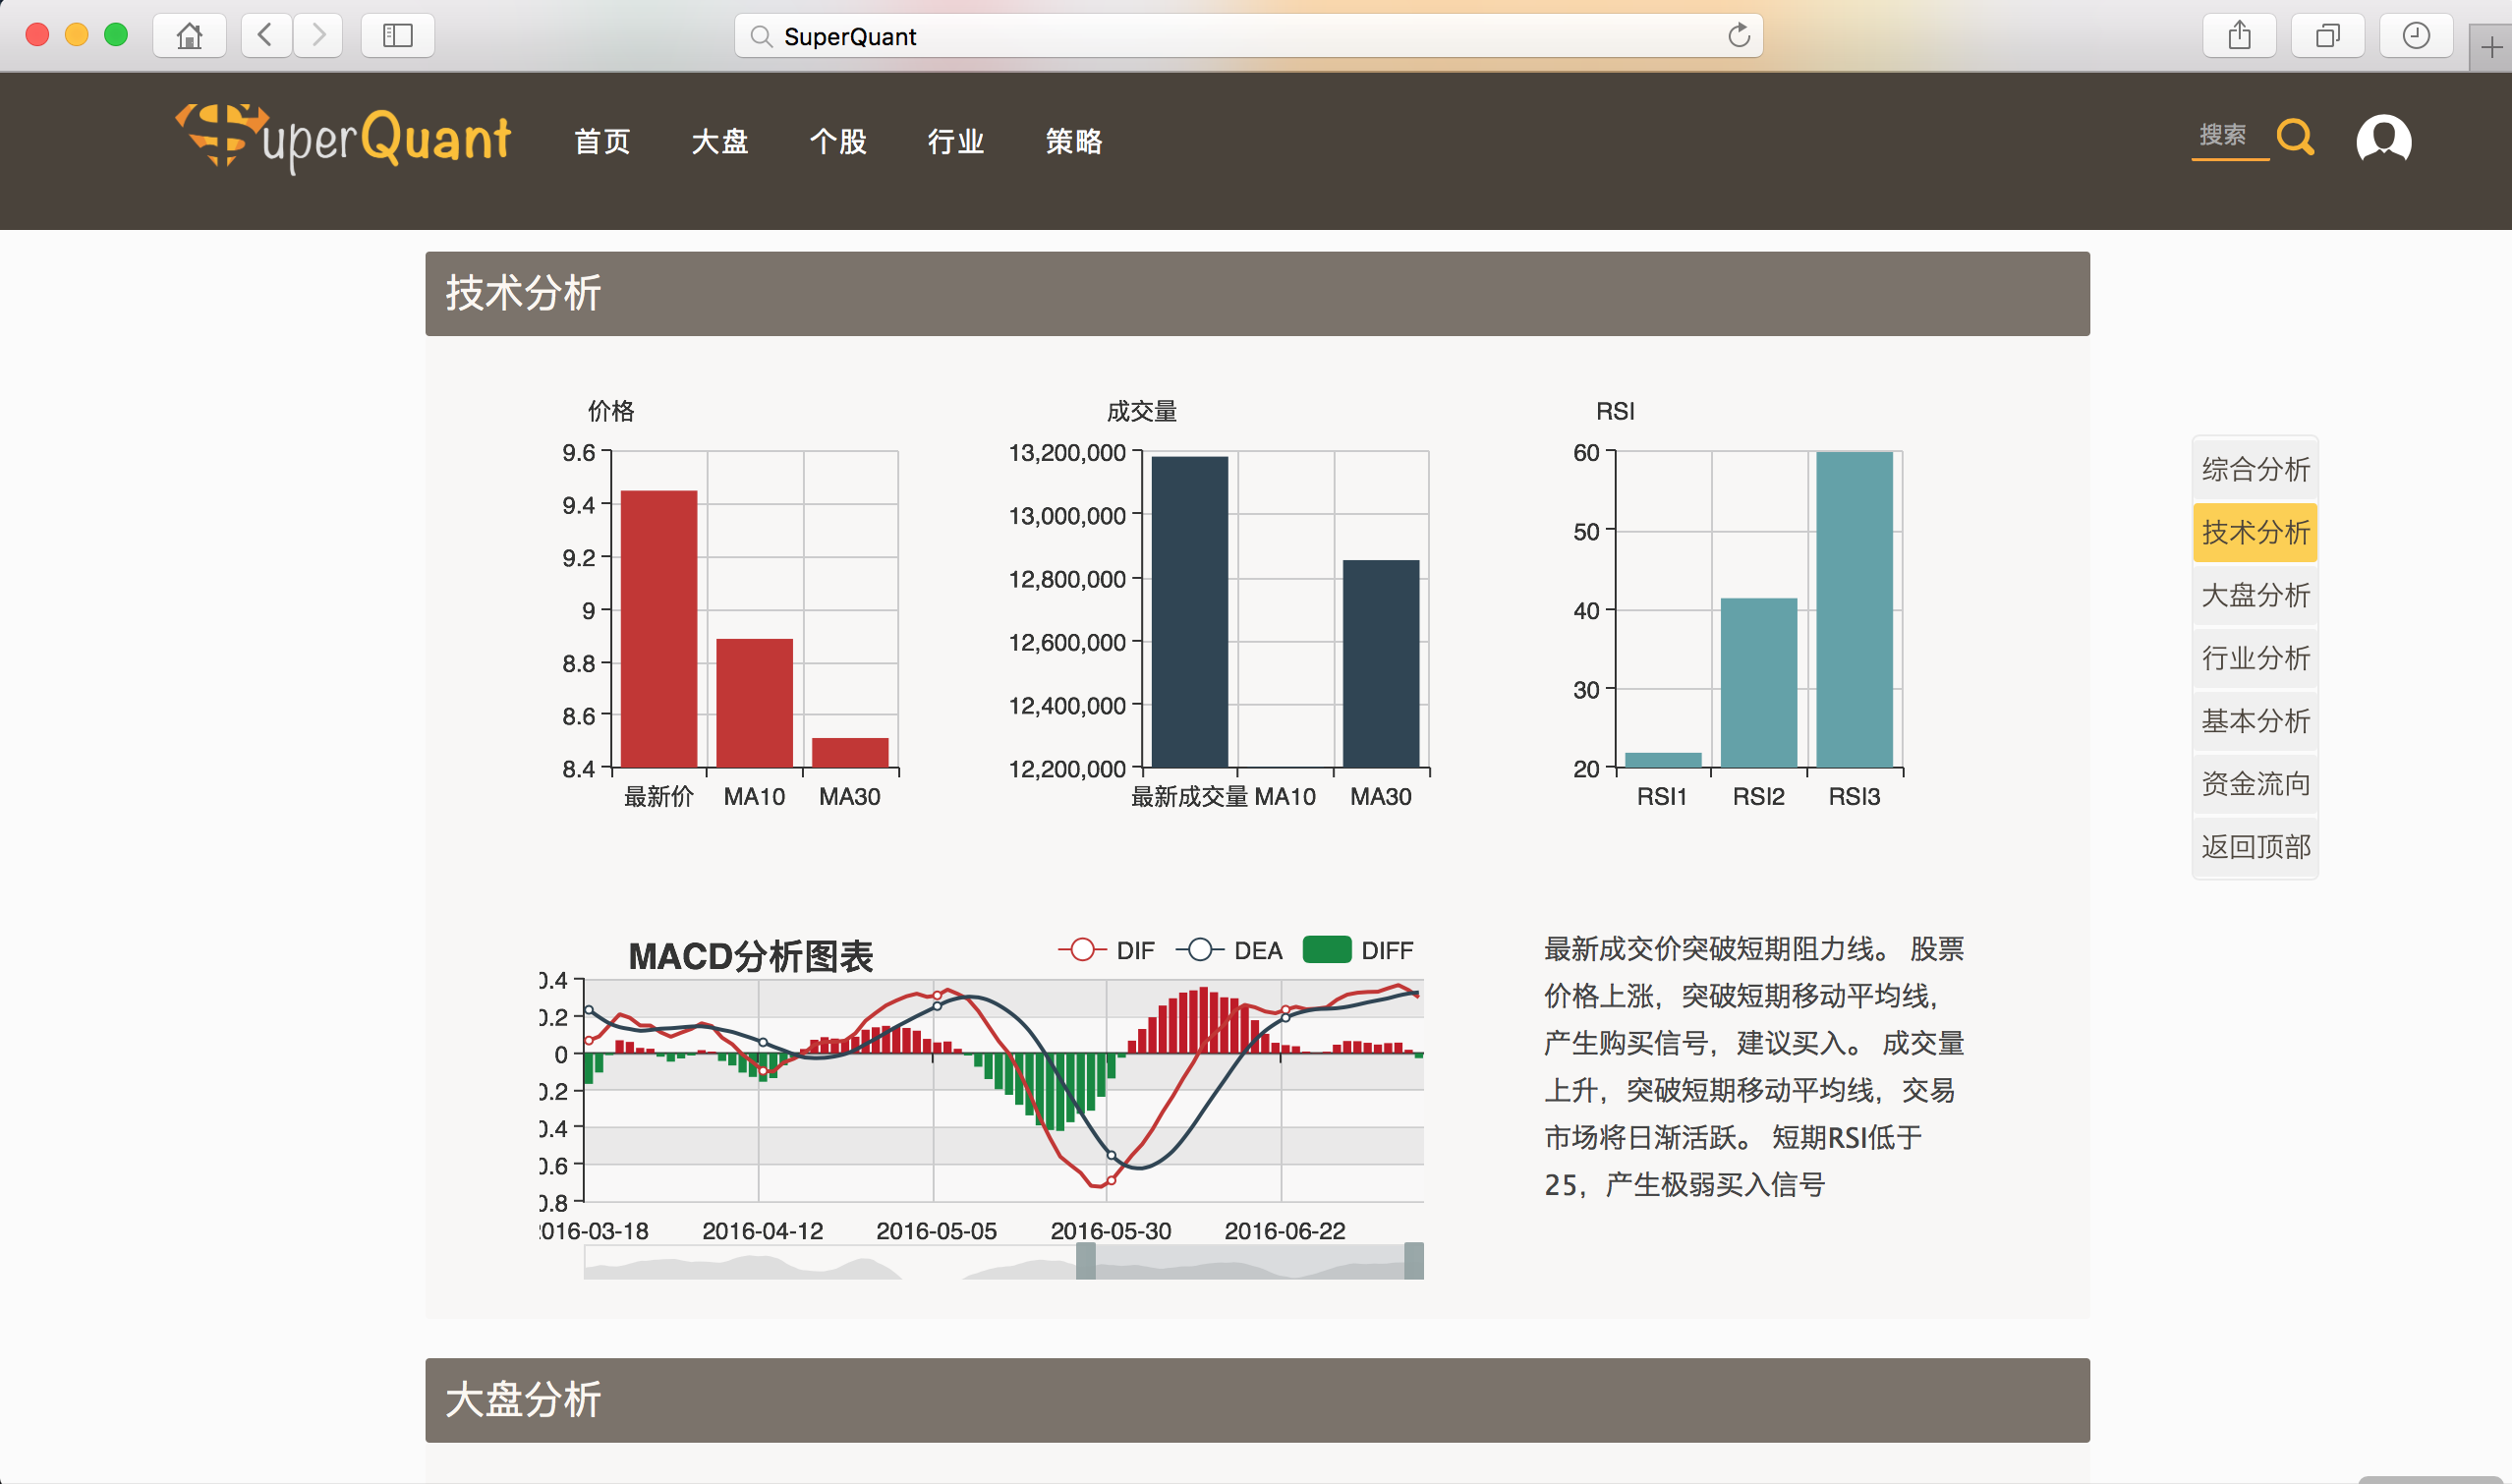 SuperQuant
SuperQuant
首页 大盘 个股 行业 策略
搜索
技术分析
价格
9.6
9.4
9.2
9
8.8
8.6
8.4
最新价 MA10 MA30
成交量
13,200,000
13,000,000
12,800,000
12,600,000
12,400,000
12,200,000
最新成交量 MA10 MA30
RSI
60
50
40
30
20
RSI1 RSI2 RSI3
综合分析
技术分析
大盘分析
行业分析
基本分析
资金流向
返回顶部
MACD分析图表
DIF DEA DIFF
0.4
0.2
0
0.2
0.4
0.6
0.8
2016-03-18 2016-04-12 2016-05-05 2016-05-30 2016-06-22
最新成交价突破短期阻力线。 股票
价格上涨，突破短期移动平均线，
产生购买信号，建议买入。 成交量
上升，突破短期移动平均线，交易
市场将日渐活跃。 短期RSI低于
25，产生极弱买入信号
大盘分析